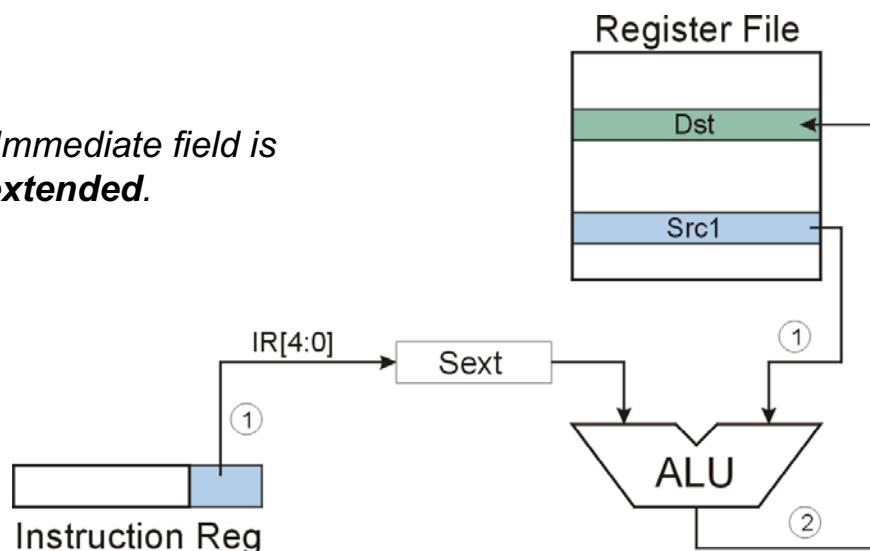 Register File
Dst
Immediate field is
extended.
Src1
IR[4:0]
Sext
1
1
ALU
2
Instruction Reg